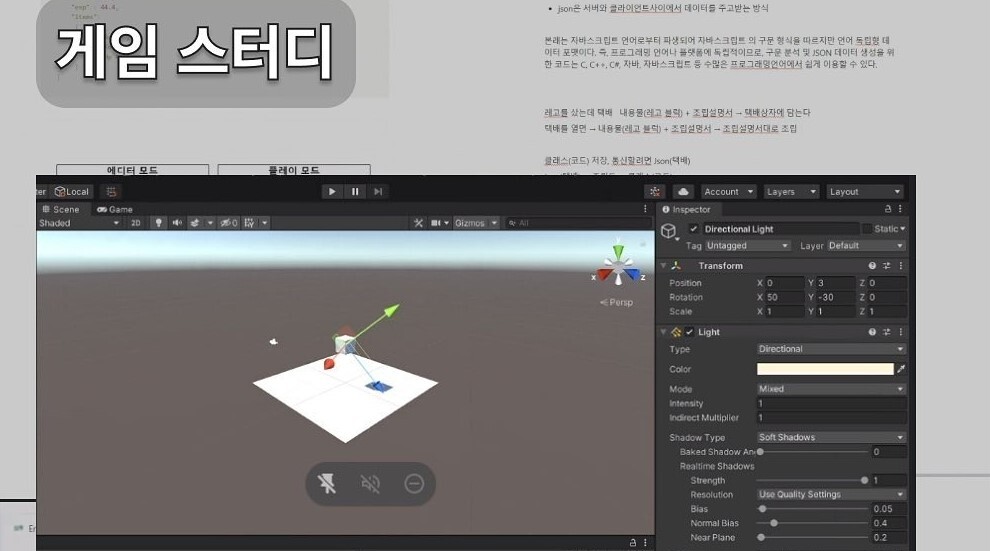 "exp" : 44.4,
"Items"
게임 스터디
에디터 모드 플레이 모드
• json은 서버와 클라이언트사이에서 데이터를 주고받는 방식
본래는 자바스크립트 언어로부터 파생되어 자바스크립트 의 구문 형식을 따르지만 언어 독립형 데
이터 포맷이다. 즉, 프로그래밍 언어나 플랫폼에 독립적이므로, 구문 분석 및 JSON 데이터 생성을 위
한 코드는 C, C++, C#, 자바, 자바스크립트 등 수많은 프로그래밍언어에서 쉽게 이용할 수 있다.
레고를 샀는데 택배 내용물(레고 블럭) + 조립설명서 → 택배상자에 담는다
택배를 열면 → 내용물(레고 블럭) + 조립설명서 → 조립설명서대로 조립
클래스(코드) 저장, 통신할려면 Json(택배)
ter Local Account Layers Layout
Scene Game
Shaded 2D Gizmos All
x z
Persp
Inspector
Directional Light Static
Tag Untagged Layer Default
Transform
Position X 0 Y 3 Z 0
Rotation X 50 Y -30 Z 0
Scale X 1 Y 1 Z 1
Light
Type Directional
Color
Mode Mixed
Intensity 1
Indirect Multiplier 1
Shadow Type Soft Shadows
Baked Shadow An 0
Realtime Shadows
Strength 1
Resolution Use Quality Settings
Bias 0.05
Normal Bias 0.4
Near Plane 0.2